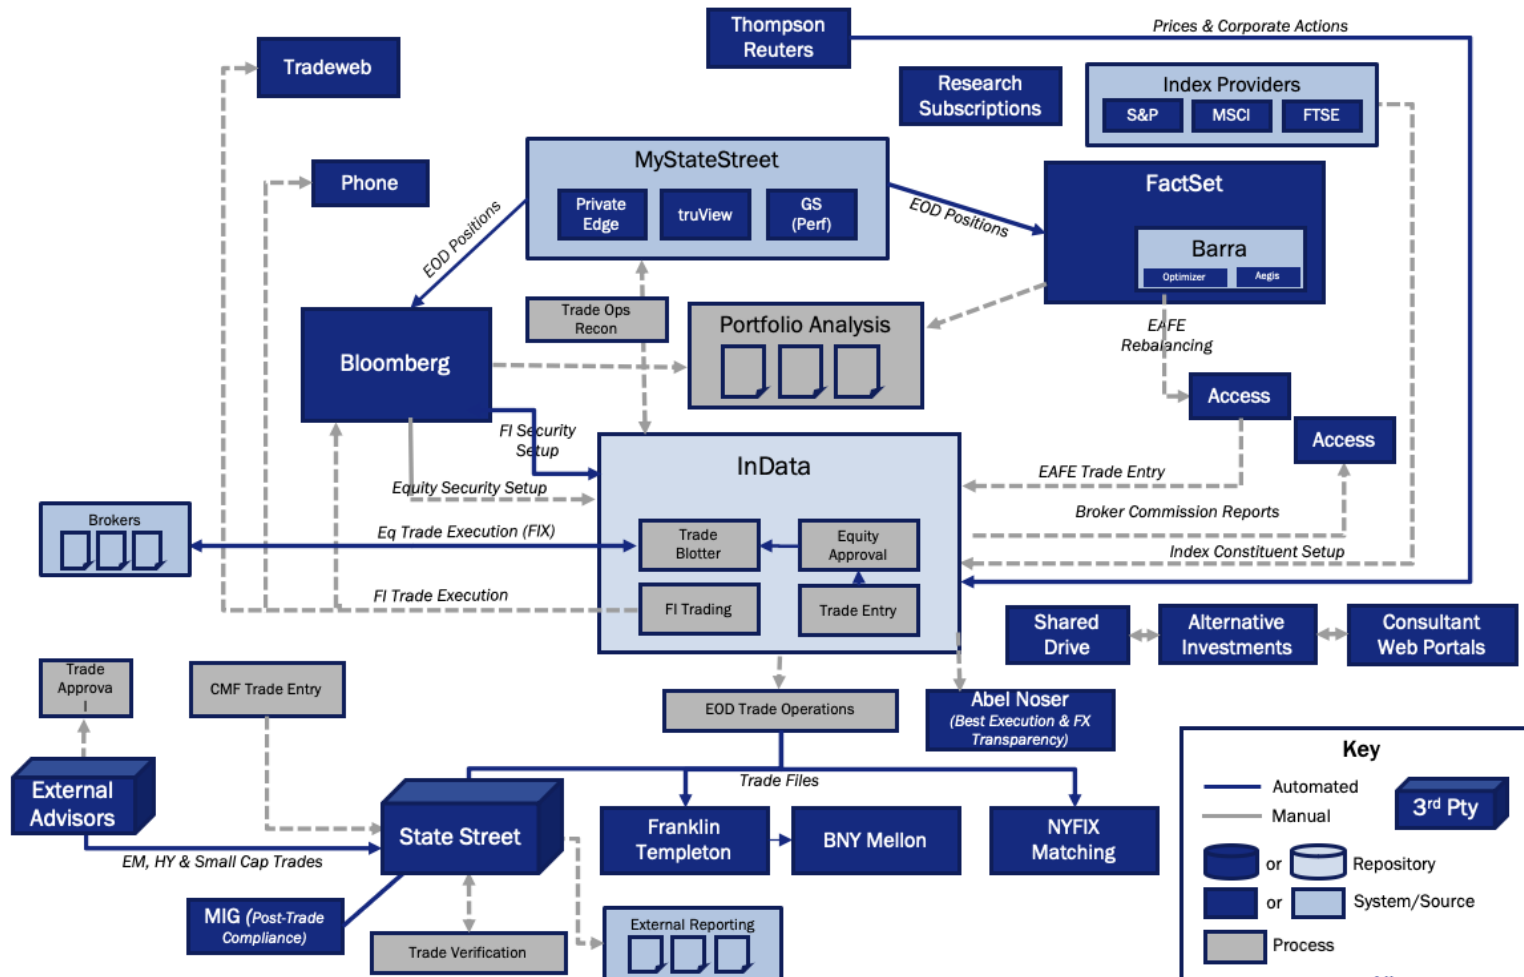 Thompson
Reuters
Prices & Corporate Actions
Tradeweb
Research
Subscriptions
Index Providers
S&P
MSCI
FTSE
Phone
MyStateStreet
Private
Edge
truView
GS
(Perf)
FactSet
Barra
Optimizer
Aegis
EOD Positions
EOD Positions
Trade Ops
Recon
Portfolio Analysis
EAFE
Rebalancing
Bloomberg
Access
Access
FI Security
Setup
InData
Equity Security Setup
EAFE Trade Entry
Broker Commission Reports
Brokers
Eq Trade Execution (FIX)
Trade
Blotter
Equity
Approval
Index Constituent Setup
FI Trade Execution
FI Trading
Trade Entry
Shared
Drive
Alternative
Investments
Consultant
Web Portals
Trade
Approva
l
CMF Trade Entry
EOD Trade Operations
Abel Noser
(Best Execution & FX
Transparency)
Key
Automated
Manual
3rd Pty
or
Repository
or
System/Source
Process
External
Advisors
Trade Files
State Street
Franklin
Templeton
BNY Mellon
NYFIX
Matching
EM, HY & Small Cap Trades
MIG (Post-Trade
Compliance)
Trade Verification
External Reporting